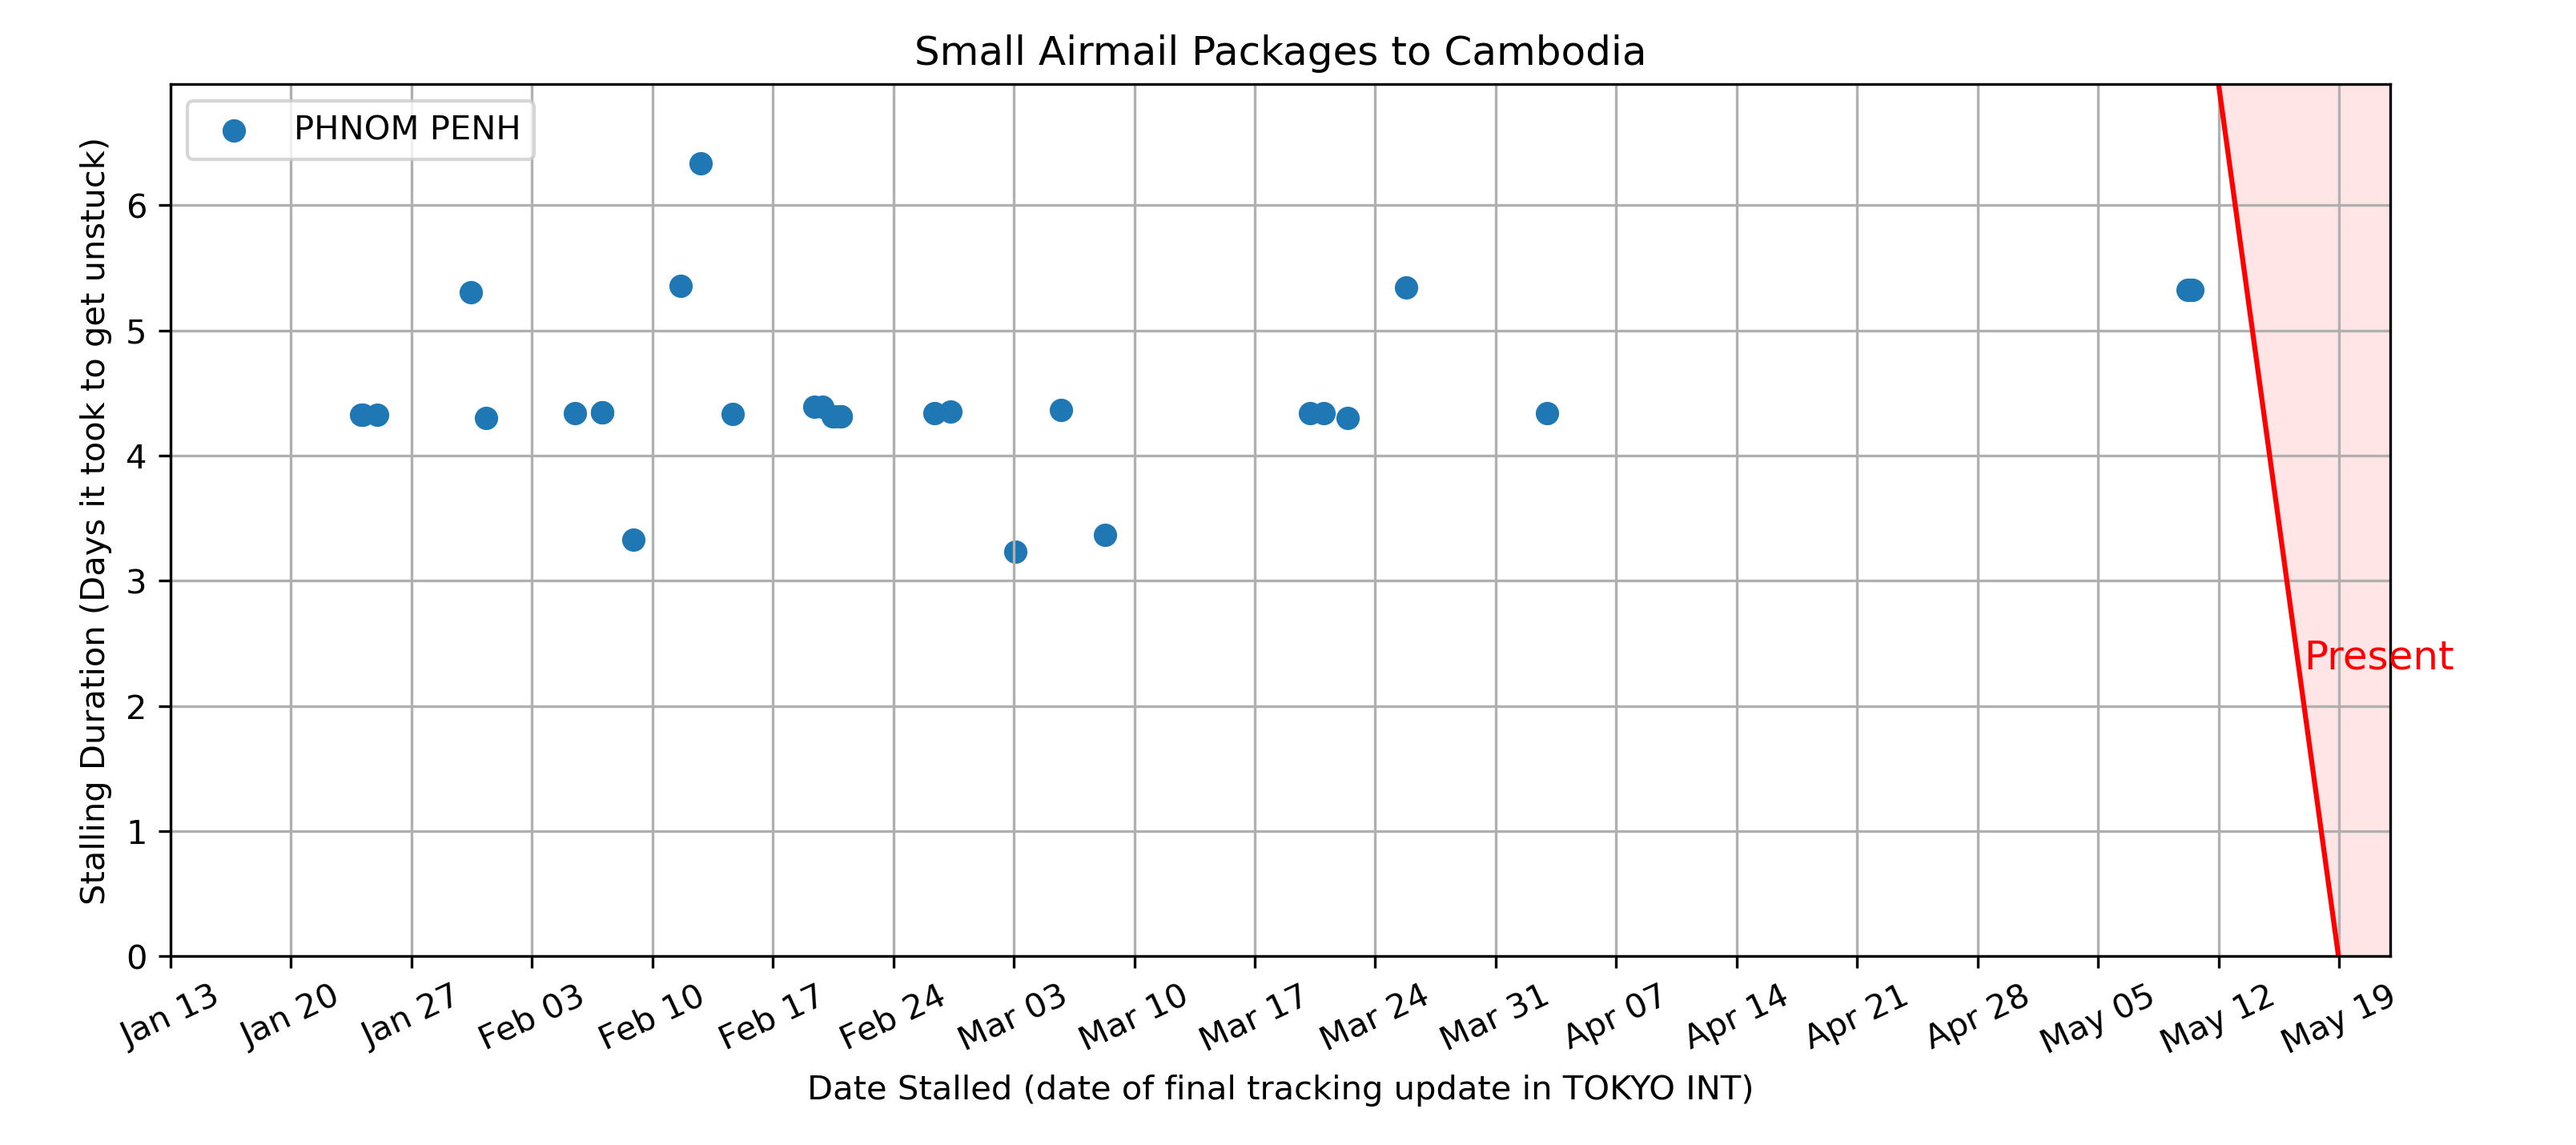 Small Airmail Packages to Cambodia
PHNOM PENH
Stalling Duration (Days it took to get unstuck)
6
5
4
3
2
1
0
Present
Jan 13
Jan 20
Jan 27
Feb 03
Feb 10
Feb 17
Feb 24
Mar 03
Mar 10
Mar 17
Mar 24
Mar 31
Apr 07
Apr 14
Apr 21
Apr 28
May 05
May 12
May 19
Date Stalled (date of final tracking update in TOKYO INT)